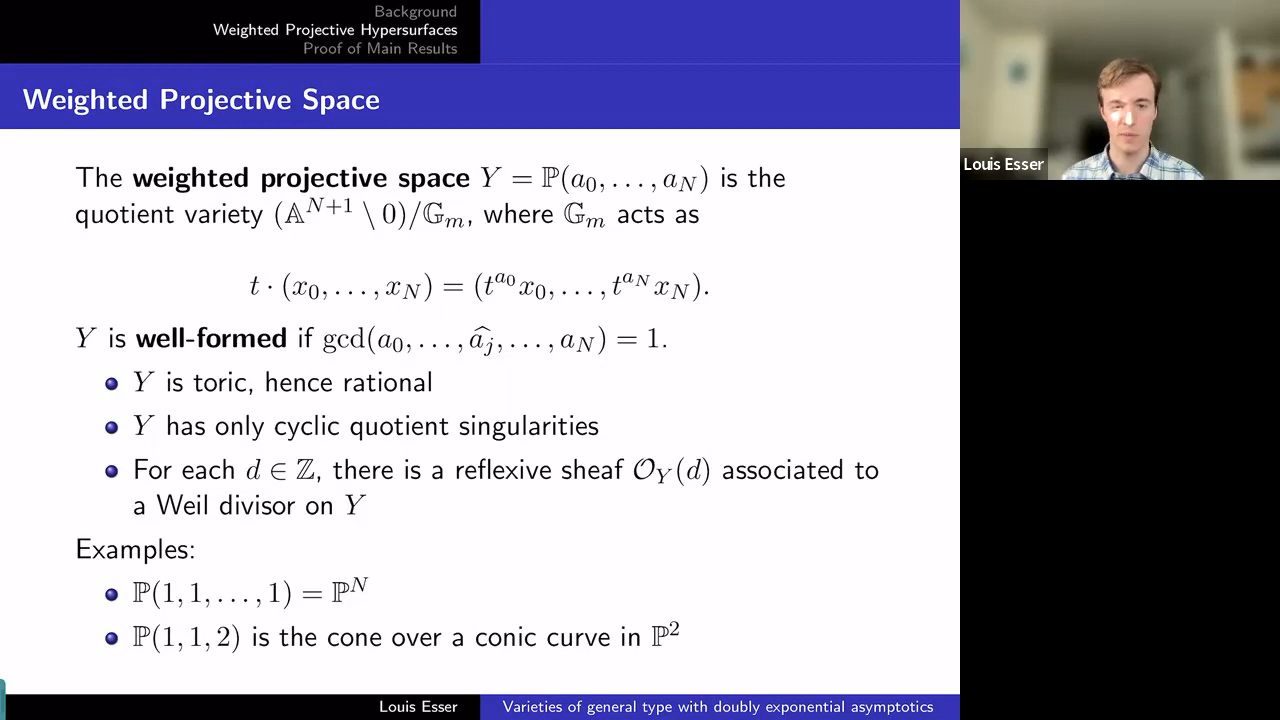 Background
Weighted Projective Hypersurfaces
Proof of Main Results
Weighted Projective Space
The weighted projective space Y = ℙ(a₀, . . . , a_N) is the
quotient variety (𝔸^{N+1} \ 0)/𝔾ₘ, where 𝔾ₘ acts as
t · (x₀, . . . , x_N) = (t^{a₀}x₀, . . . , t^{a_N}x_N).
Y is well-formed if gcd(a₀, . . . , \widehat{a_j}, . . . , a_N) = 1.
Y is toric, hence rational
Y has only cyclic quotient singularities
For each d ∈ ℤ, there is a reflexive sheaf 𝒪_Y(d) associated to
a Weil divisor on Y
Examples:
ℙ(1, 1, . . . , 1) = ℙ^N
ℙ(1, 1, 2) is the cone over a conic curve in ℙ²
Louis Esser
Varieties of general type with doubly exponential asymptotics
Louis Esser